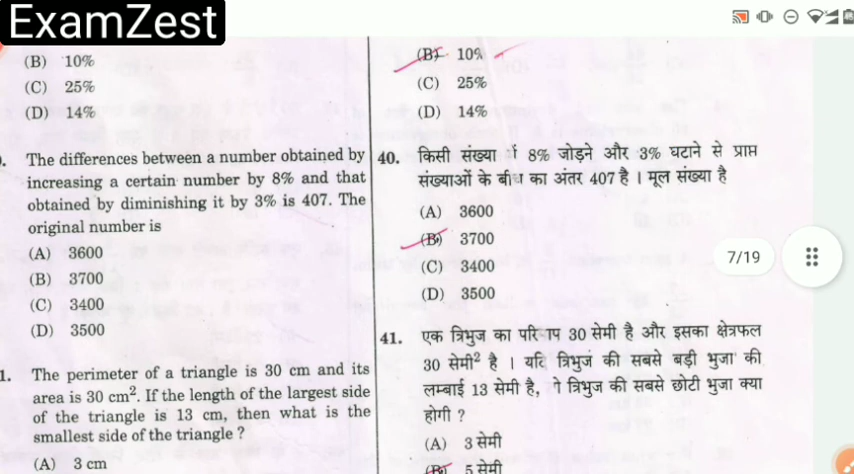 ExamZest
(B) 10%
(C) 25%
(D) 14%
The differences between a number obtained by
increasing a certain number by 8% and that
obtained by diminishing it by 3% is 407. The
original number is
(A) 3600
(B) 3700
(C) 3400
(D) 3500
1. The perimeter of a triangle is 30 cm and its
area is 30 cm². If the length of the largest side
of the triangle is 13 cm, then what is the
smallest side of the triangle ?
(A) 3 cm
(B) 10%
(C) 25%
(D) 14%
40. किसी संख्या में 8% जोड़ने और 3% घटाने से प्राप्त
संख्याओं के बीच का अंतर 407 है । मूल संख्या है
(A) 3600
(B) 3700
(C) 3400
(D) 3500
41. एक त्रिभुज का परिमाप 30 सेमी है और इसका क्षेत्रफल
30 सेमी² है । यदि त्रिभुज की सबसे बड़ी भुजा की
लम्बाई 13 सेमी है, तो त्रिभुज की सबसे छोटी भुजा क्या
होगी ?
(A) 3 सेमी
(B) 5 सेमी
7/19